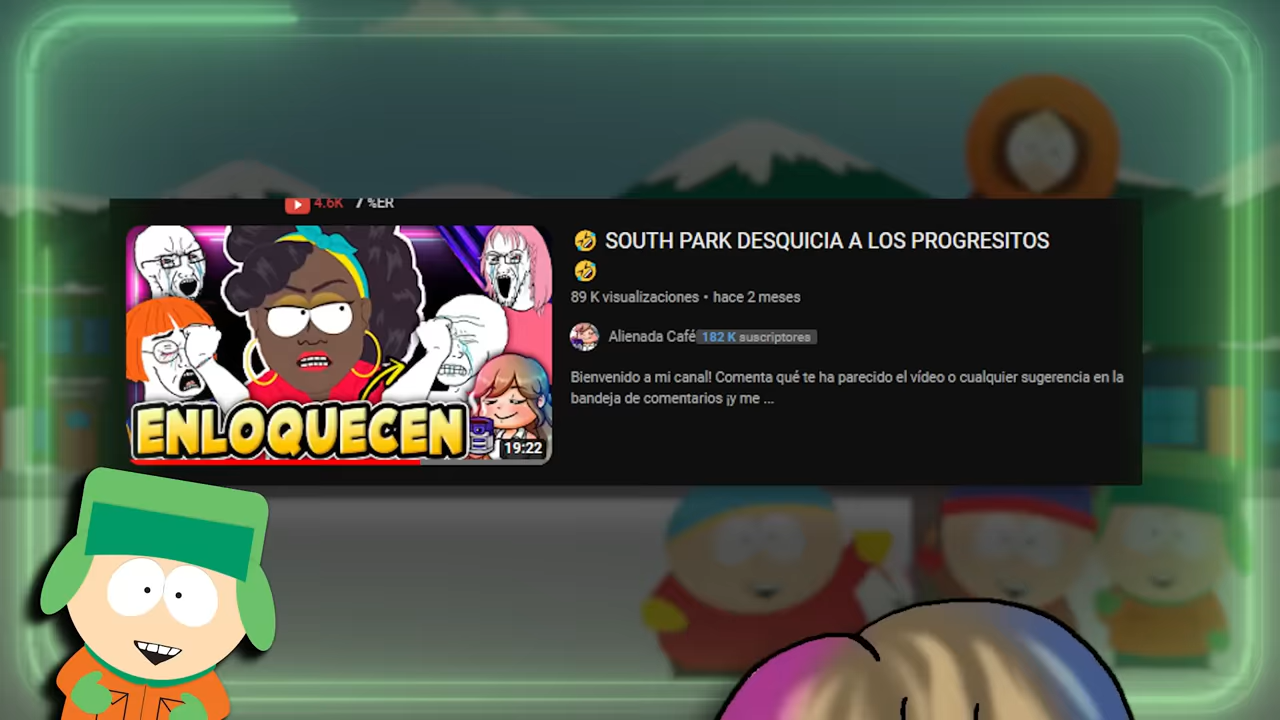 4.6K 7 %ER
🤣 SOUTH PARK DESQUICIA A LOS PROGRESITOS
🤣
89 K visualizaciones • hace 2 meses
Alienada Café 182 K suscriptores
Bienvenido a mi canal! Comenta qué te ha parecido el vídeo o cualquier sugerencia en la
bandeja de comentarios ¡y me ...
ENLOQUECEN
19:22